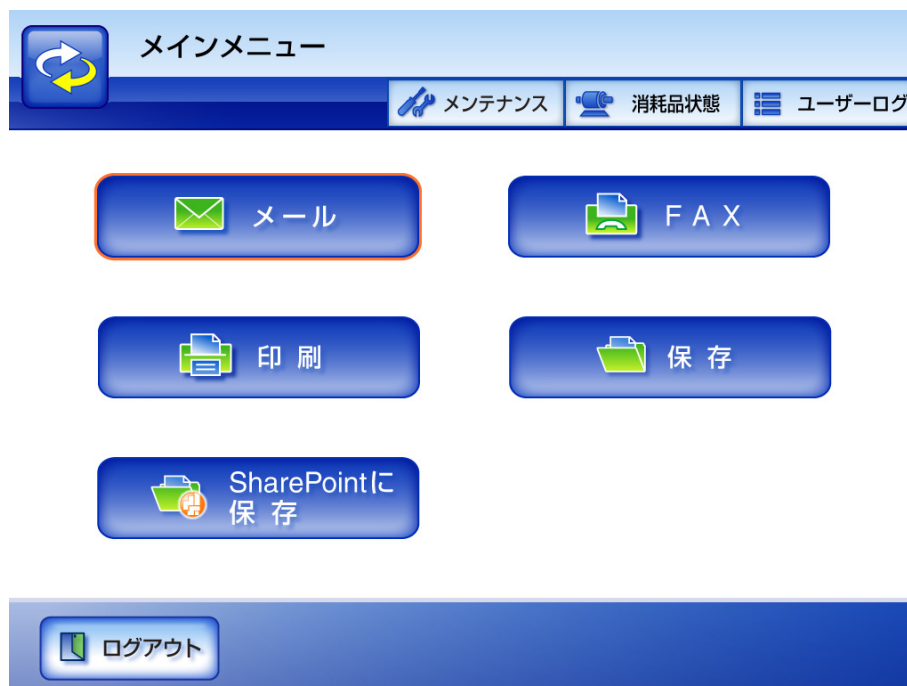 メインメニュー
メンテナンス
消耗品状態
ユーザーログ
メール
FAX
印刷
保存
SharePointに
保存
ログアウト